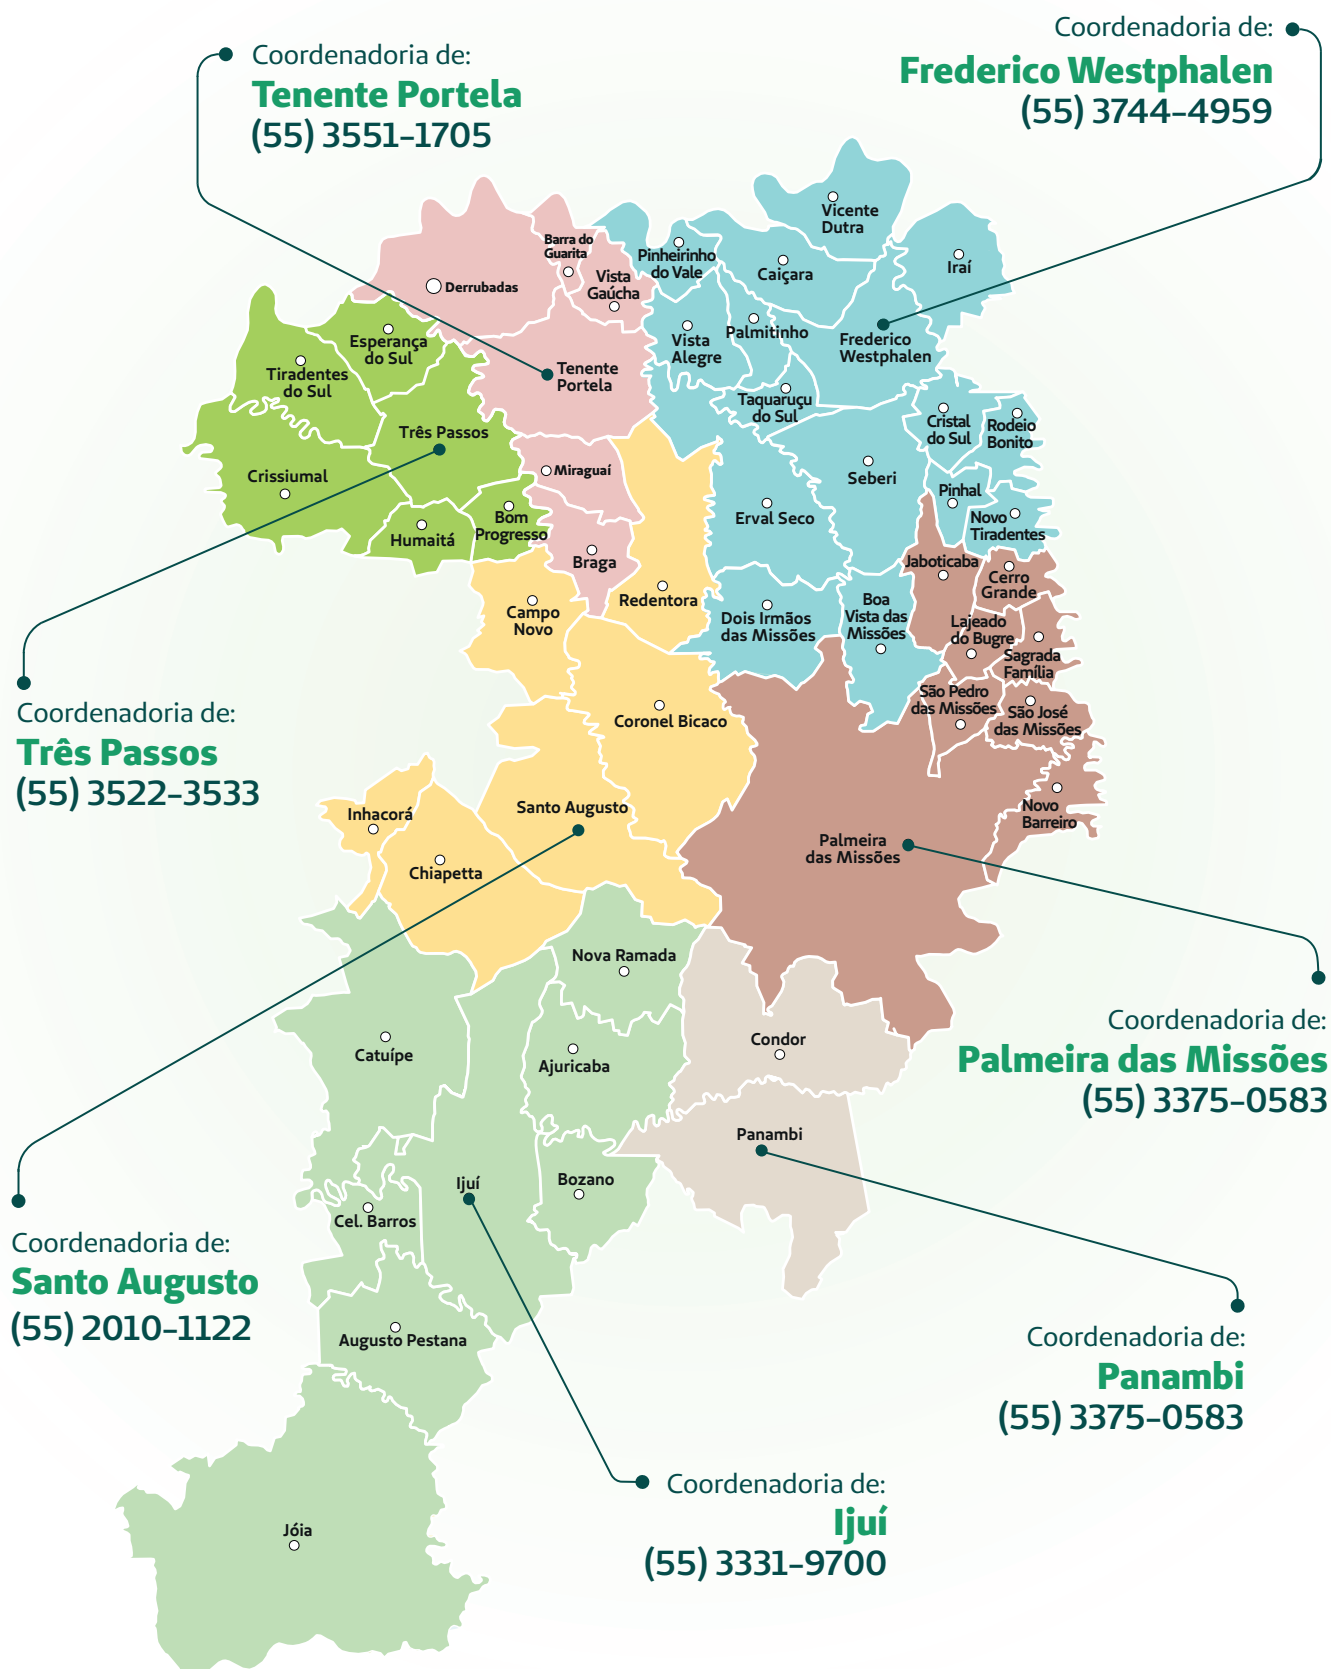 Coordenadoria de:
Tenente Portela
(55) 3551-1705
Coordenadoria de:
Frederico Westphalen
(55) 3744-4959
Vicente
Dutra
Barra do
Guarita
Pinheirinho
do Vale
Caiçara
Iraí
Derrubadas
Vista
Gaúcha
Esperança
do Sul
Vista
Alegre
Palmitinho
Frederico
Westphalen
Tiradentes
do Sul
Tenente
Portela
Taquaruçu
do Sul
Cristal
do Sul
Rodeio
Bonito
Três Passos
Crissiumal
Miraguaí
Seberi
Pinhal
Humaitá
Bom
Progresso
Erval Seco
Novo
Tiradentes
Braga
Jaboticaba
Cerro
Grande
Campo
Novo
Redentora
Dois Irmãos
das Missões
Boa
Vista das
Missões
Lajeado
do Bugre
Sagrada
Família
Coordenadoria de:
Três Passos
(55) 3522-3533
Coronel Bicaco
São Pedro
das Missões
São José
das Missões
Inhacorá
Santo Augusto
Novo
Barreiro
Chiapetta
Palmeira
das Missões
Nova Ramada
Catuípe
Ajuricaba
Condor
Coordenadoria de:
Palmeira das Missões
(55) 3375-0583
Panambi
Ijuí
Bozano
Cel. Barros
Coordenadoria de:
Santo Augusto
(55) 2010-1122
Augusto Pestana
Coordenadoria de:
Panambi
(55) 3375-0583
Coordenadoria de:
Ijuí
(55) 3331-9700
Jóia